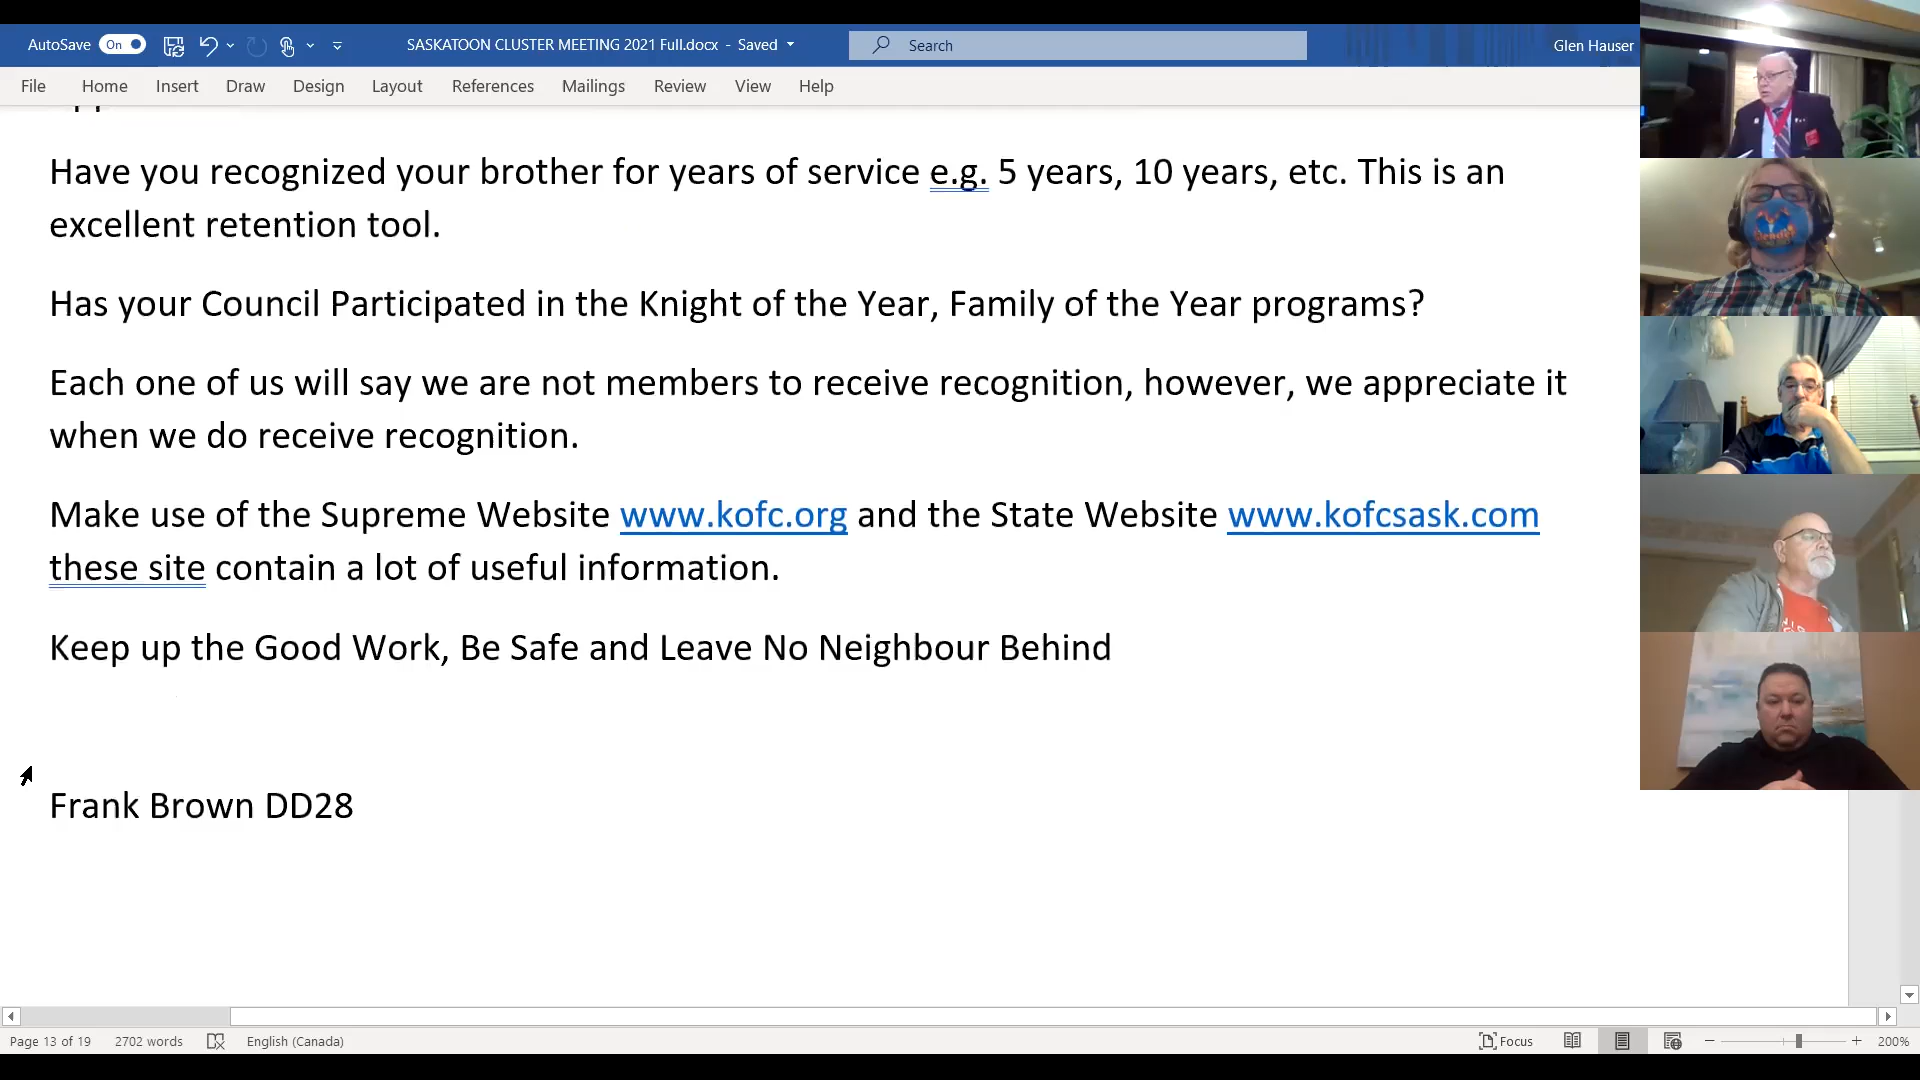 AutoSave On SASKATOON CLUSTER MEETING 2021 Full.docx - Saved Search Glen Hauser
File Home Insert Draw Design Layout References Mailings Review View Help
Have you recognized your brother for years of service e.g. 5 years, 10 years, etc. This is an
excellent retention tool.
Has your Council Participated in the Knight of the Year, Family of the Year programs?
Each one of us will say we are not members to receive recognition, however, we appreciate it
when we do receive recognition.
Make use of the Supreme Website www.kofc.org and the State Website www.kofcsask.com
these site contain a lot of useful information.
Keep up the Good Work, Be Safe and Leave No Neighbour Behind
Frank Brown DD28
Page 13 of 19 2702 words English (Canada) Focus 200%